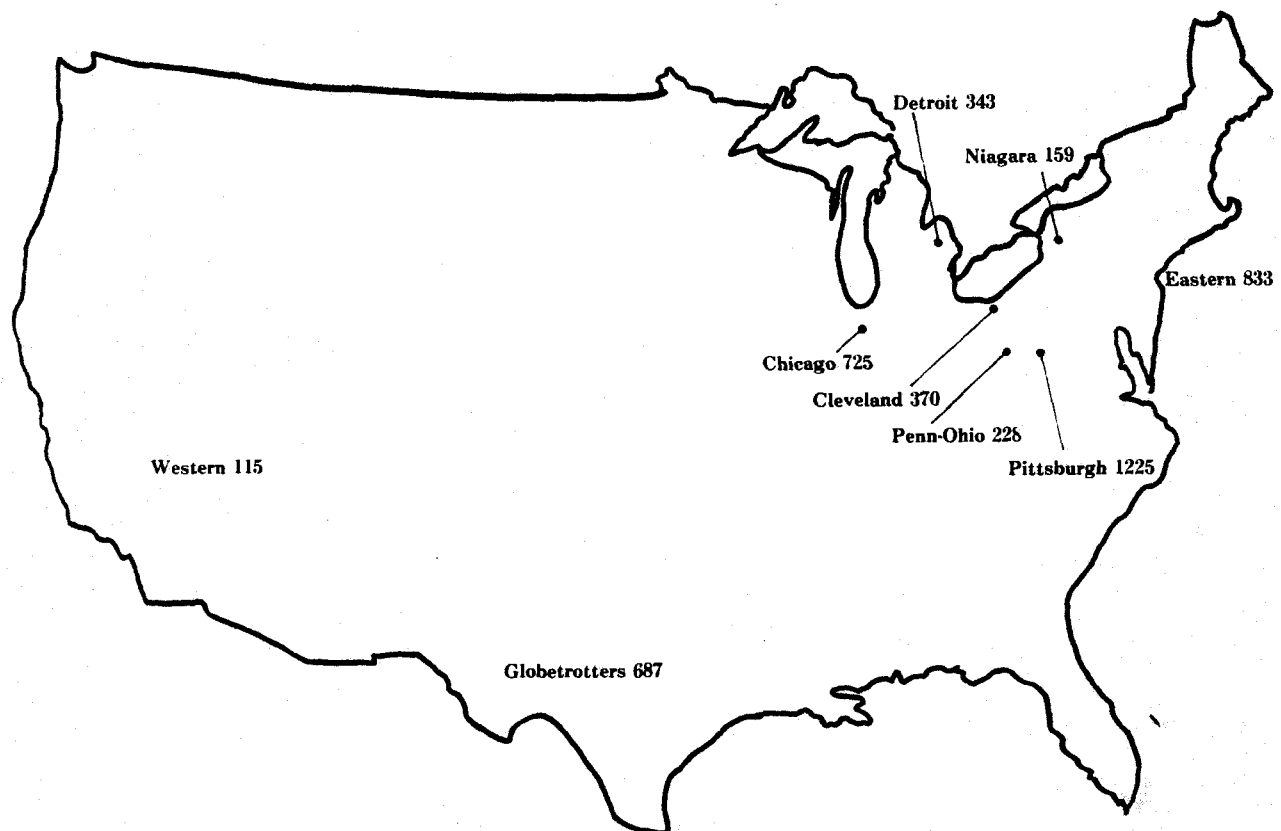 Detroit 343
Niagara 159
Eastern 833
Chicago 725
Cleveland 370
Penn-Ohio 228
Western 115
Pittsburgh 1225
Globetrotters 687